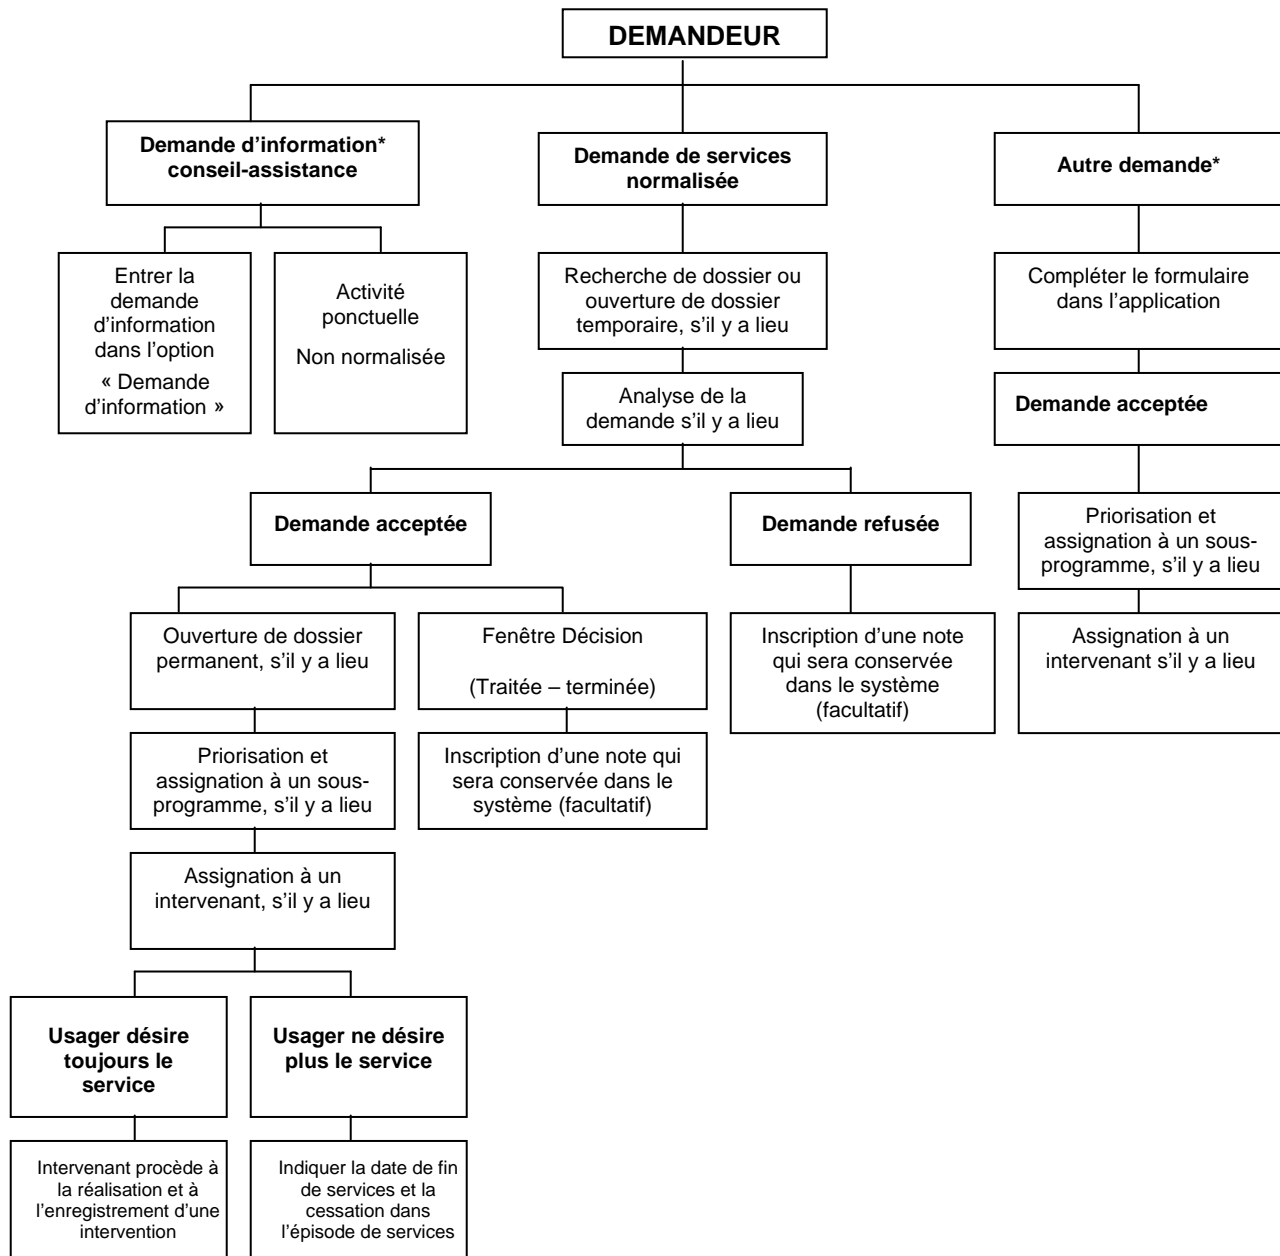 DEMANDEUR
Demande d’information*
conseil-assistance
Demande de services
normalisée
Autre demande*
Entrer la
demande
d’information
dans l’option
« Demande
d’information »
Activité
ponctuelle
Non normalisée
Recherche de dossier ou
ouverture de dossier
temporaire, s’il y a lieu
Compléter le formulaire
dans l’application
Analyse de la
demande s’il y a lieu
Demande acceptée
Demande acceptée
Demande refusée
Priorisation et
assignation à un sous-
programme, s’il y a lieu
Ouverture de dossier
permanent, s’il y a lieu
Fenêtre Décision
(Traitée – terminée)
Inscription d’une note
qui sera conservée
dans le système
(facultatif)
Assignation à un
intervenant s’il y a lieu
Priorisation et
assignation à un sous-
programme, s’il y a lieu
Inscription d’une note qui
sera conservée dans le
système (facultatif)
Assignation à un
intervenant, s’il y a lieu
Usager désire
toujours le
service
Usager ne désire
plus le service
Intervenant procède à
la réalisation et à
l’enregistrement d’une
intervention
Indiquer la date de fin
de services et la
cessation dans
l’épisode de services